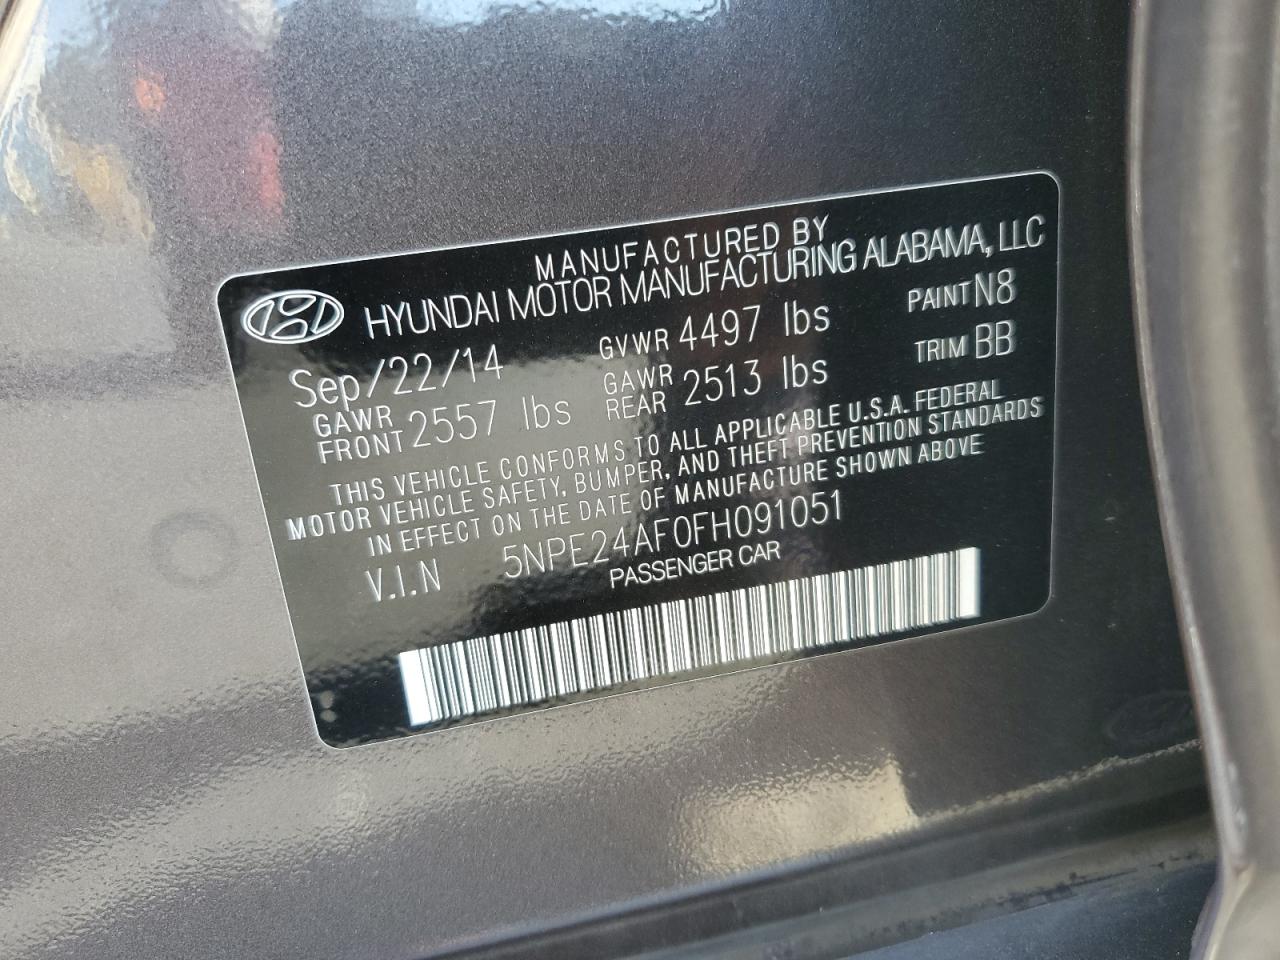 MANUFACTURED BY
HYUNDAI MOTOR MANUFACTURING ALABAMA, LLC
Sep/22/14 GVWR 4497 lbs PAINT N8
GAWR FRONT 2557 lbs GAWR REAR 2513 lbs TRIM BB
THIS VEHICLE CONFORMS TO ALL APPLICABLE U.S.A. FEDERAL
MOTOR VEHICLE SAFETY, BUMPER, AND THEFT PREVENTION STANDARDS
IN EFFECT ON THE DATE OF MANUFACTURE SHOWN ABOVE
V.I.N 5NPE24AF0FH091051
PASSENGER CAR